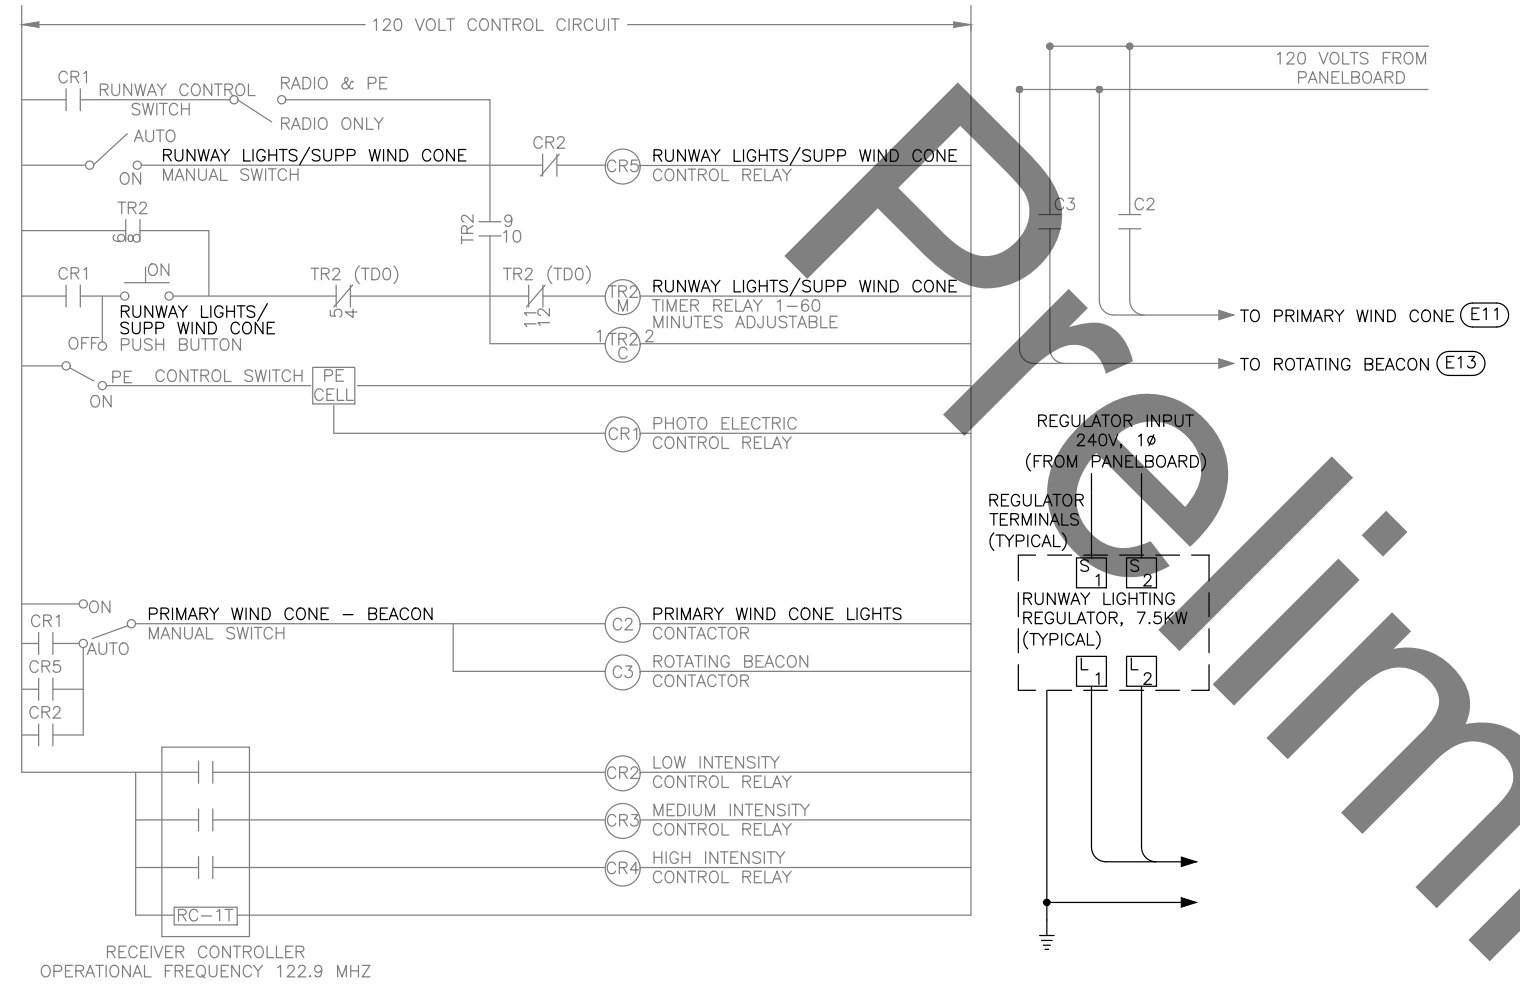 120 VOLT CONTROL CIRCUIT
CR1
RUNWAY CONTROL
SWITCH
RADIO & PE
RADIO ONLY
AUTO
ON
RUNWAY LIGHTS/SUPP WIND CONE
MANUAL SWITCH
CR2
CR5
RUNWAY LIGHTS/SUPP WIND CONE
CONTROL RELAY
TR2
6 8
TR2
9
10
CR1
ON
RUNWAY LIGHTS/
SUPP WIND CONE
PUSH BUTTON
OFF
TR2 (TDO)
5 4
TR2 (TDO)
11 12
TR2
M
RUNWAY LIGHTS/SUPP WIND CONE
TIMER RELAY 1-60
MINUTES ADJUSTABLE
1
TR2
C
2
PE
ON
CONTROL SWITCH
PE
CELL
CR1
PHOTO ELECTRIC
CONTROL RELAY
ON
CR1
AUTO
CR5
CR2
PRIMARY WIND CONE - BEACON
MANUAL SWITCH
C2
PRIMARY WIND CONE LIGHTS
CONTACTOR
C3
ROTATING BEACON
CONTACTOR
CR2
LOW INTENSITY
CONTROL RELAY
CR3
MEDIUM INTENSITY
CONTROL RELAY
CR4
HIGH INTENSITY
CONTROL RELAY
RC-1T
RECEIVER CONTROLLER
OPERATIONAL FREQUENCY 122.9 MHZ
120 VOLTS FROM
PANELBOARD
C3
C2
TO PRIMARY WIND CONE E11
TO ROTATING BEACON E13
REGULATOR INPUT
240V, 1ø
(FROM PANELBOARD)
REGULATOR
TERMINALS
(TYPICAL)
S 1
S 2
RUNWAY LIGHTING
REGULATOR, 7.5KW
(TYPICAL)
L 1
L 2
Prelim